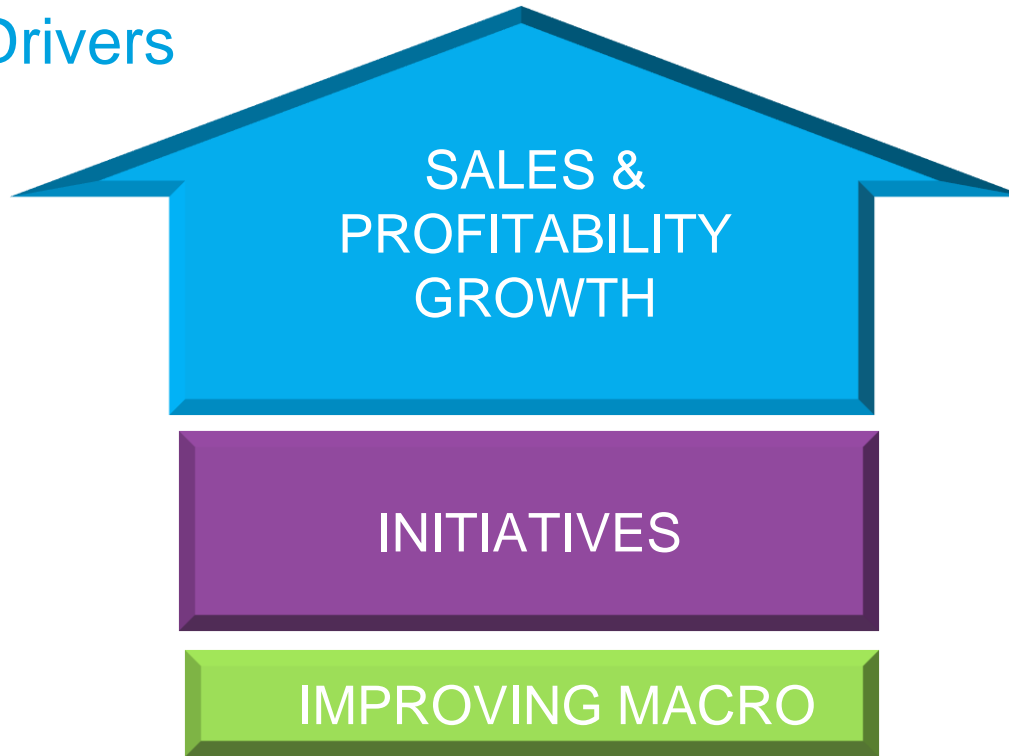 Drivers
SALES &
PROFITABILITY
GROWTH
INITIATIVES
IMPROVING MACRO